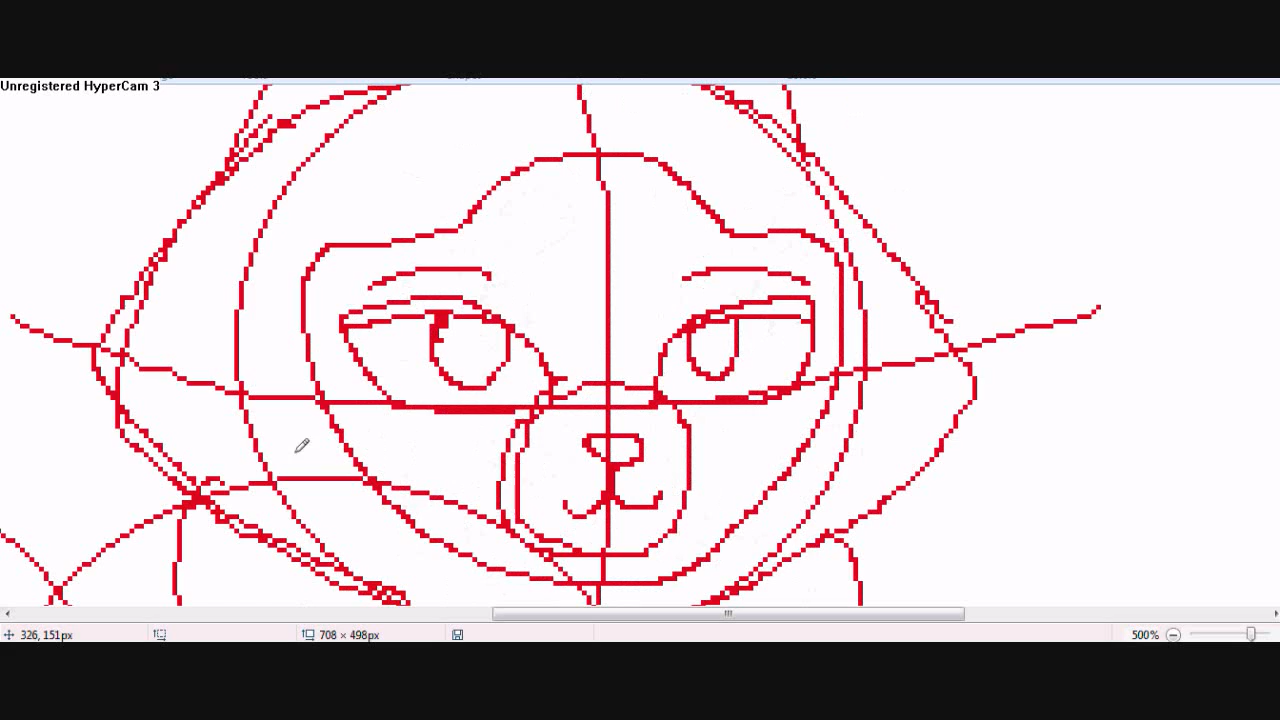 Unregistered HyperCam 3
326, 151px
708 × 498px
500%